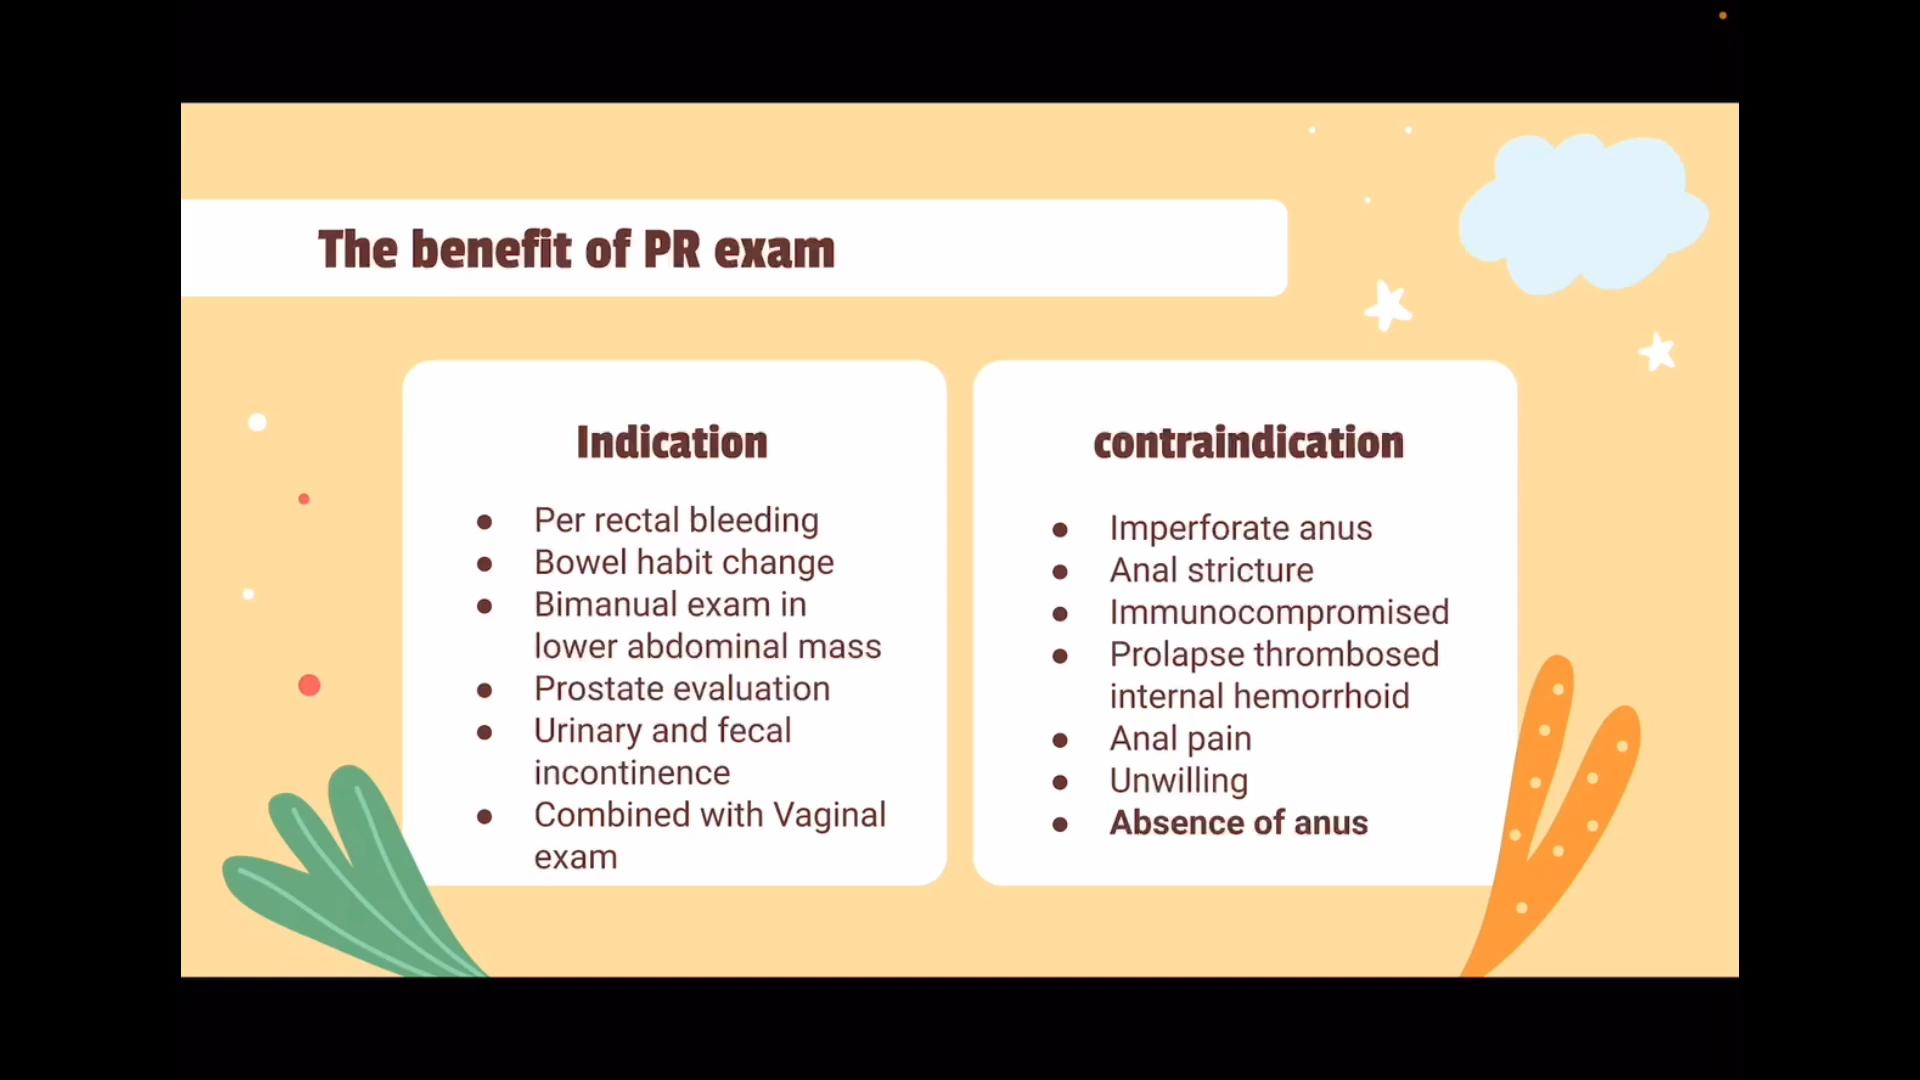 The benefit of PR exam
Indication
● Per rectal bleeding
● Bowel habit change
● Bimanual exam in
lower abdominal mass
● Prostate evaluation
● Urinary and fecal
incontinence
● Combined with Vaginal
exam
contraindication
● Imperforate anus
● Anal stricture
● Immunocompromised
● Prolapse thrombosed
internal hemorrhoid
● Anal pain
● Unwilling
● Absence of anus